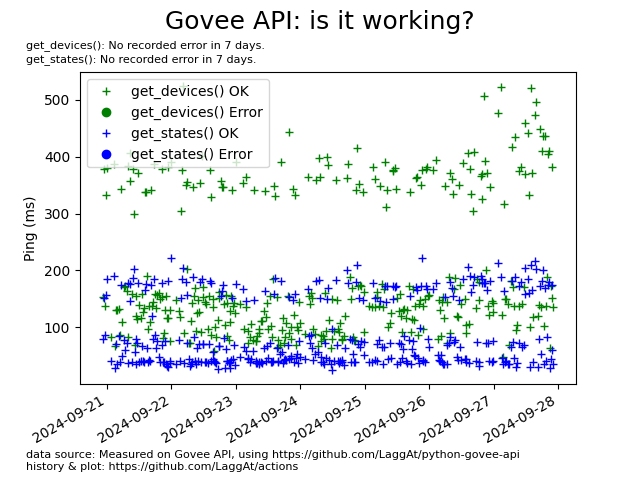 Govee API: is it working?
get_devices(): No recorded error in 7 days.
get_states(): No recorded error in 7 days.
get_devices() OK
get_devices() Error
get_states() OK
get_states() Error
500
400
300
200
100
Ping (ms)
2024-09-21
2024-09-22
2024-09-23
2024-09-24
2024-09-25
2024-09-26
2024-09-27
2024-09-28
data source: Measured on Govee API, using https://github.com/LaggAt/python-govee-api
history & plot: https://github.com/LaggAt/actions